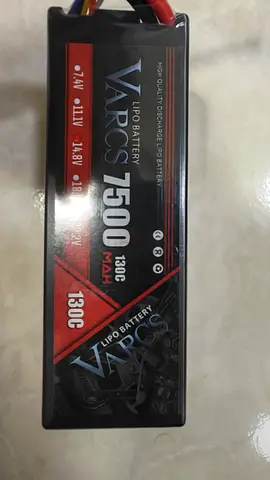 HIGH QUALITY DISCHARGE LIPO BATTERY
LIPO BATTERY
VARCS
7500
130C
MAH
7.4V 11.1V 14.8V
130C
LIPO BATTERY
VARCS